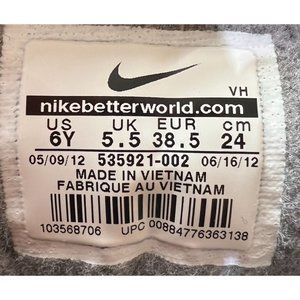 VH
nikebetterworld.com
US UK EUR cm
6Y 5.5 38.5 24
05/09/12 535921-002 06/16/12
MADE IN VIETNAM
FABRIQUE AU VIETNAM
103568706 UPC 00884776363138